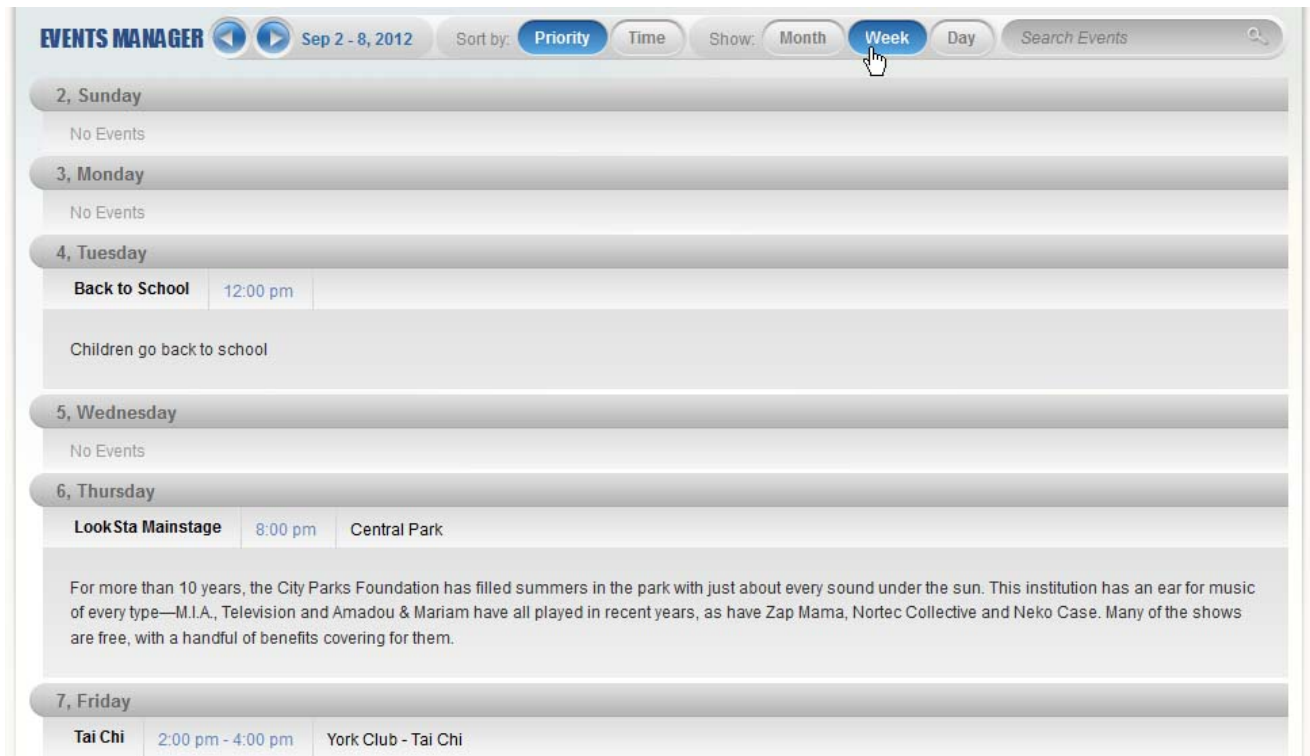 EVENTS MANAGER Sep 2 - 8, 2012 Sort by: Priority Time Show: Month Week Day Search Events
2, Sunday
No Events
3, Monday
No Events
4, Tuesday
Back to School 12:00 pm
Children go back to school
5, Wednesday
No Events
6, Thursday
LookSta Mainstage 8:00 pm Central Park
For more than 10 years, the City Parks Foundation has filled summers in the park with just about every sound under the sun. This institution has an ear for music
of every type—M.I.A., Television and Amadou & Mariam have all played in recent years, as have Zap Mama, Nortec Collective and Neko Case. Many of the shows
are free, with a handful of benefits covering for them.
7, Friday
Tai Chi 2:00 pm - 4:00 pm York Club - Tai Chi